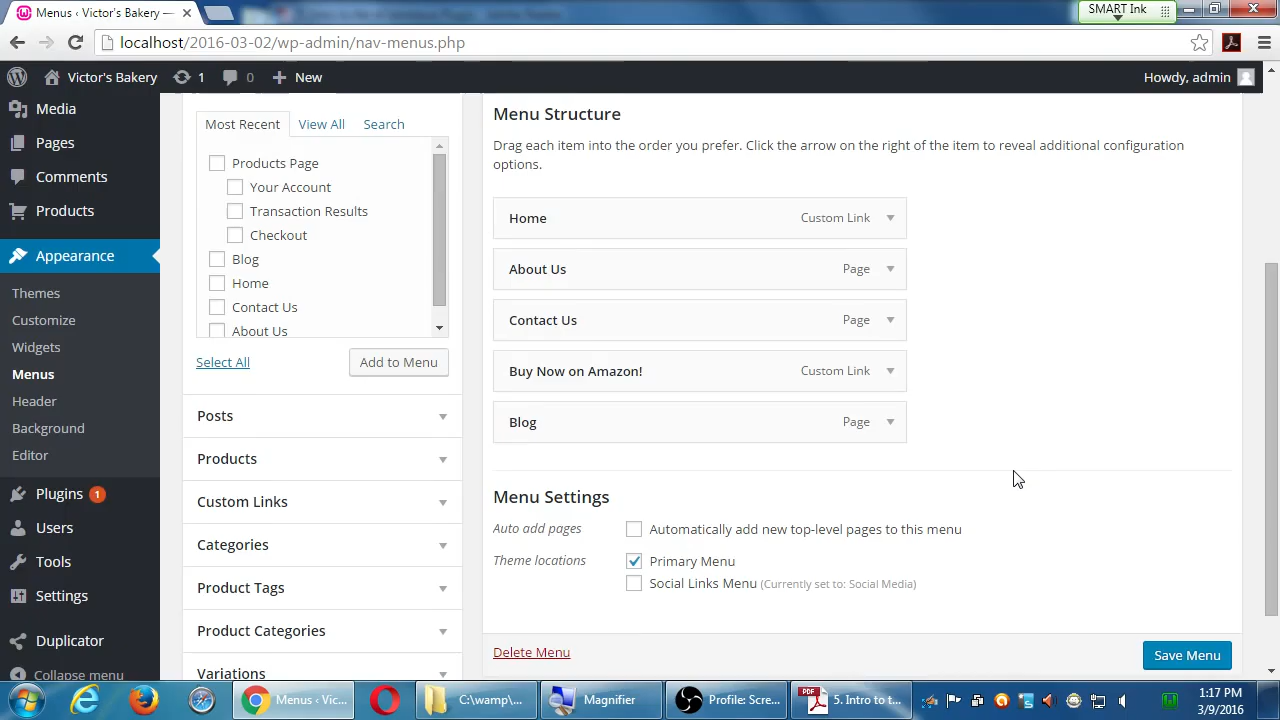 Menus ‹ Victor's Bakery —
SMART Ink
localhost/2016-03-02/wp-admin/nav-menus.php
Victor's Bakery
1
0
New
Howdy, admin
Media
Pages
Comments
Products
Appearance
Themes
Customize
Widgets
Menus
Header
Background
Editor
Plugins 1
Users
Tools
Settings
Duplicator
Collapse menu
Most Recent View All Search
Products Page
Your Account
Transaction Results
Checkout
Blog
Home
Contact Us
About Us
Select All
Add to Menu
Posts
Products
Custom Links
Categories
Product Tags
Product Categories
Variations
Menu Structure
Drag each item into the order you prefer. Click the arrow on the right of the item to reveal additional configuration
options.
Home Custom Link
About Us Page
Contact Us Page
Buy Now on Amazon! Custom Link
Blog Page
Menu Settings
Auto add pages Automatically add new top-level pages to this menu
Theme locations Primary Menu
Social Links Menu (Currently set to: Social Media)
Delete Menu
Save Menu
Menus ‹ Vic...
C:\wamp\...
Magnifier
Profile: Scre...
PDF
5. Intro to t...
1:17 PM
3/9/2016